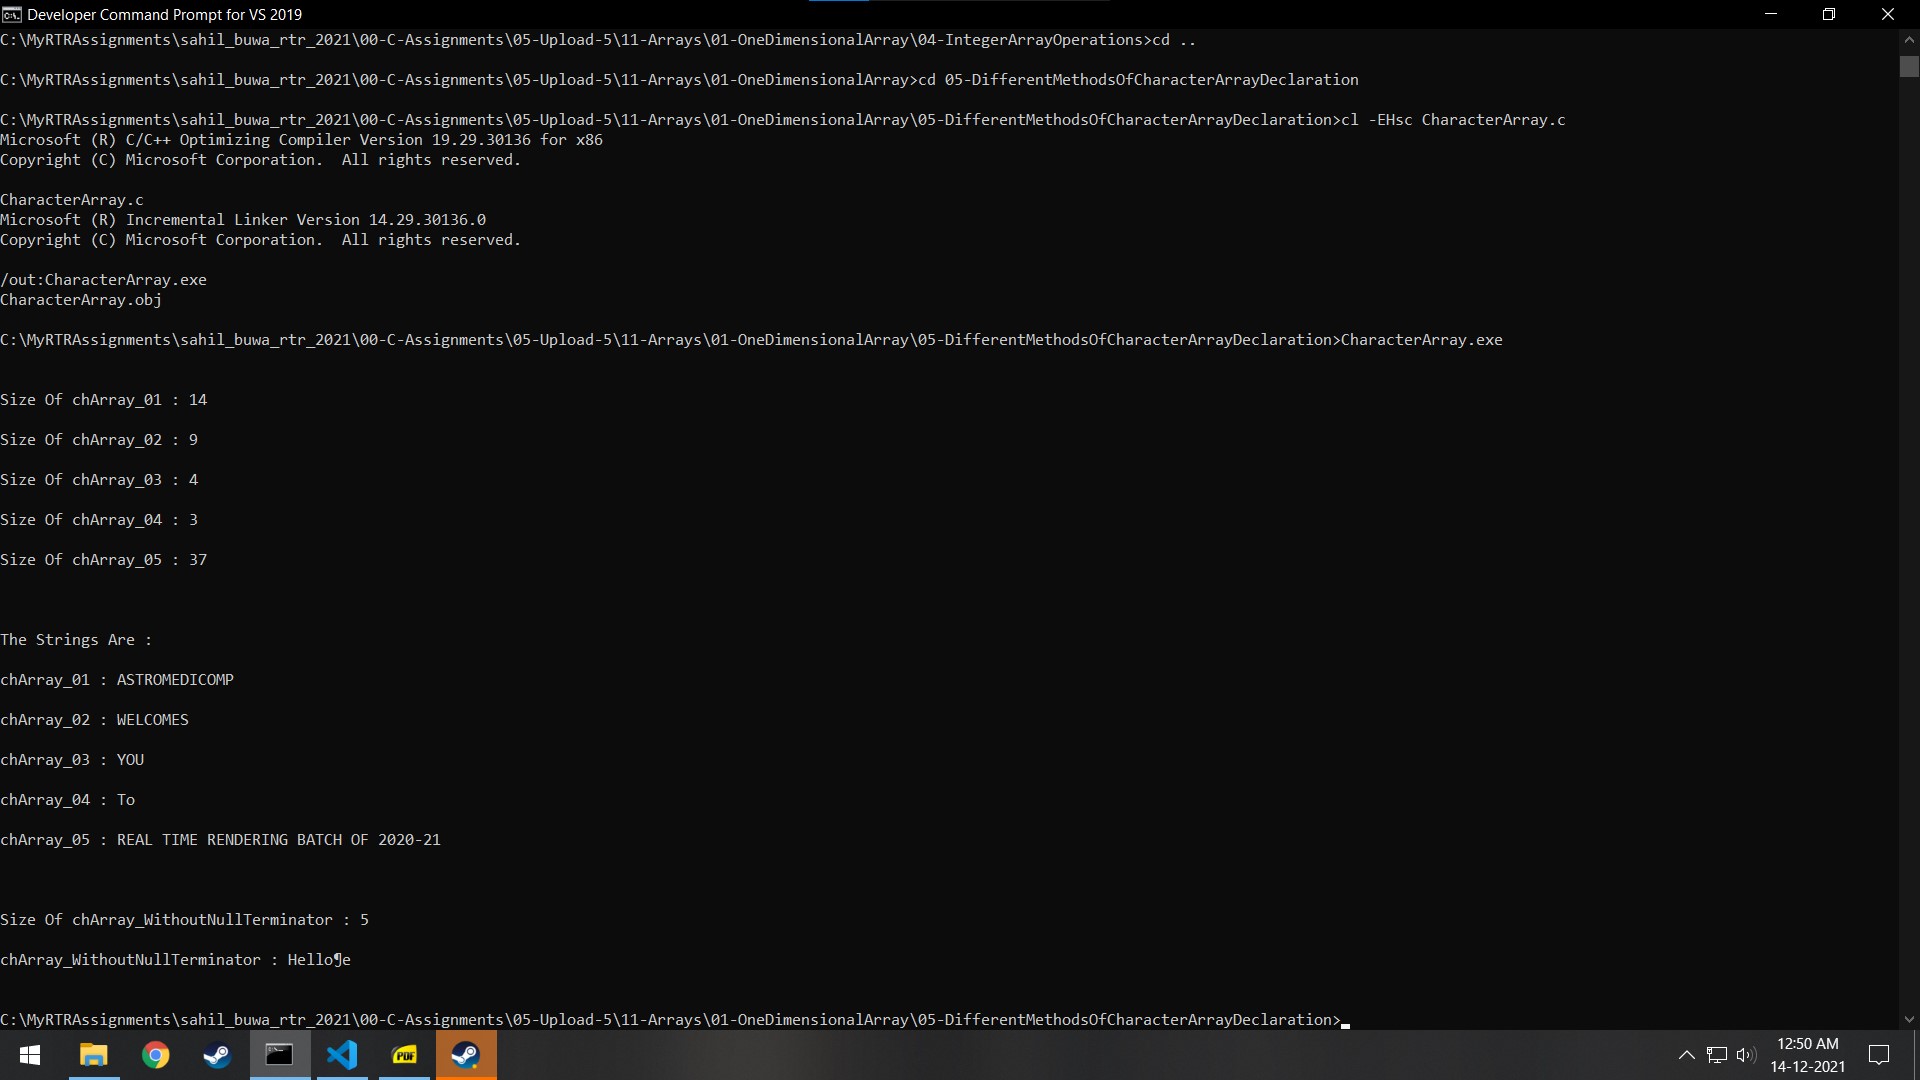 Developer Command Prompt for VS 2019
C:\MyRTRAssignments\sahil_buwa_rtr_2021\00-C-Assignments\05-Upload-5\11-Arrays\01-OneDimensionalArray\04-IntegerArrayOperations>cd ..
C:\MyRTRAssignments\sahil_buwa_rtr_2021\00-C-Assignments\05-Upload-5\11-Arrays\01-OneDimensionalArray>cd 05-DifferentMethodsOfCharacterArrayDeclaration
C:\MyRTRAssignments\sahil_buwa_rtr_2021\00-C-Assignments\05-Upload-5\11-Arrays\01-OneDimensionalArray\05-DifferentMethodsOfCharacterArrayDeclaration>cl -EHsc CharacterArray.c
Microsoft (R) C/C++ Optimizing Compiler Version 19.29.30136 for x86
Copyright (C) Microsoft Corporation.  All rights reserved.
CharacterArray.c
Microsoft (R) Incremental Linker Version 14.29.30136.0
Copyright (C) Microsoft Corporation.  All rights reserved.
/out:CharacterArray.exe
CharacterArray.obj
C:\MyRTRAssignments\sahil_buwa_rtr_2021\00-C-Assignments\05-Upload-5\11-Arrays\01-OneDimensionalArray\05-DifferentMethodsOfCharacterArrayDeclaration>CharacterArray.exe
Size Of chArray_01 : 14
Size Of chArray_02 : 9
Size Of chArray_03 : 4
Size Of chArray_04 : 3
Size Of chArray_05 : 37
The Strings Are :
chArray_01 : ASTROMEDICOMP
chArray_02 : WELCOMES
chArray_03 : YOU
chArray_04 : To
chArray_05 : REAL TIME RENDERING BATCH OF 2020-21
Size Of chArray_WithoutNullTerminator : 5
chArray_WithoutNullTerminator : Hello¶e
C:\MyRTRAssignments\sahil_buwa_rtr_2021\00-C-Assignments\05-Upload-5\11-Arrays\01-OneDimensionalArray\05-DifferentMethodsOfCharacterArrayDeclaration>
PDF
12:50 AM
14-12-2021